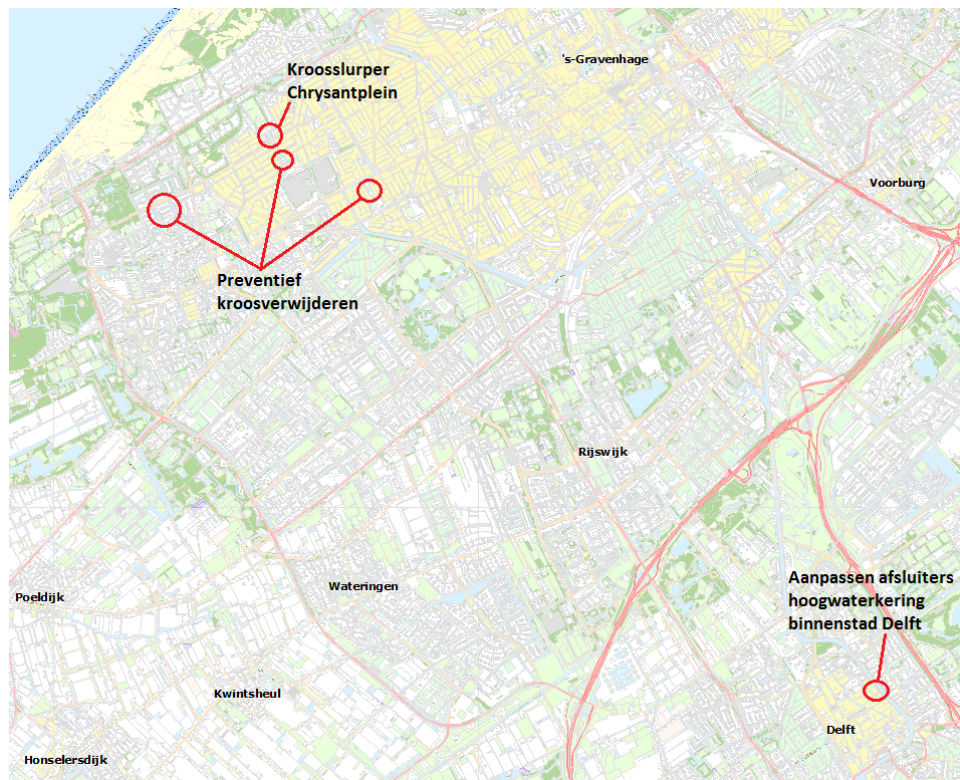 's-Gravenhage
Kroosslurper
Chrysantplein
Voorburg
Preventief
kroosverwijderen
Rijswijk
Wateringen
Poeldijk
Aanpassen afsluiters
hoogwaterkering
binnenstad Delft
Kwintsheul
Delft
Honselersdijk